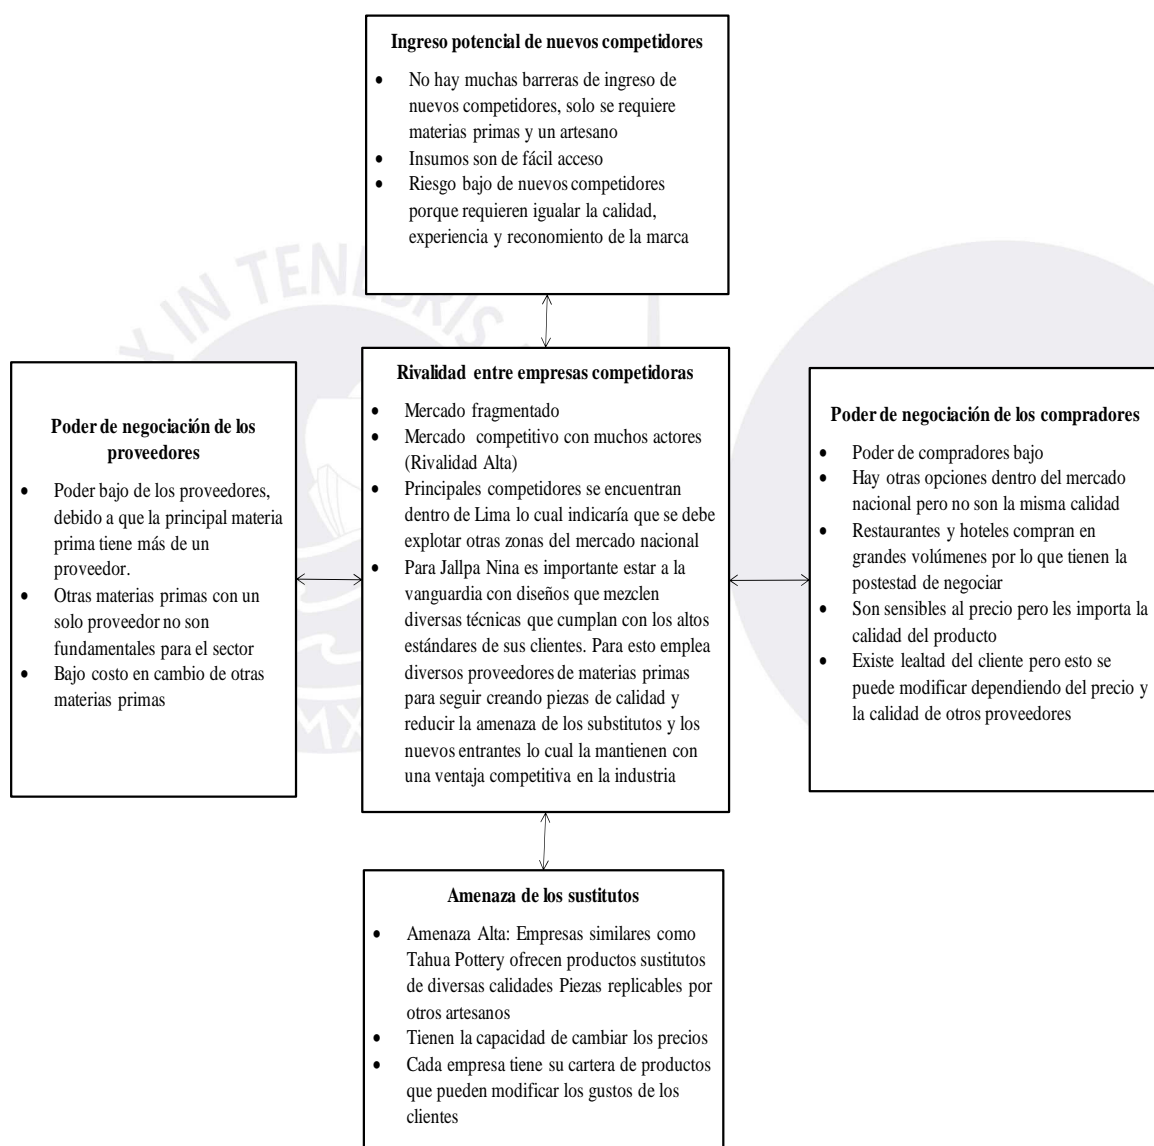 Ingreso potencial de nuevos competidores
• No hay muchas barreras de ingreso de
nuevos competidores, solo se requiere
materias primas y un artesano
• Insumos son de fácil acceso
• Riesgo bajo de nuevos competidores
porque requieren igualar la calidad,
experiencia y reconomiento de la marca
IN TENEBRIS
Poder de negociación de los
proveedores
• Poder bajo de los proveedores,
debido a que la principal materia
prima tiene más de un
proveedor.
• Otras materias primas con un
solo proveedor no son
fundamentales para el sector
• Bajo costo en cambio de otras
materias primas
Rivalidad entre empresas competidoras
• Mercado fragmentado
• Mercado competitivo con muchos actores
(Rivalidad Alta)
• Principales competidores se encuentran
dentro de Lima lo cual indicaría que se debe
explotar otras zonas del mercado nacional
• Para Jallpa Nina es importante estar a la
vanguardia con diseños que mezclen
diversas técnicas que cumplan con los altos
estándares de sus clientes. Para esto emplea
diversos proveedores de materias primas
para seguir creando piezas de calidad y
reducir la amenaza de los substitutos y los
nuevos entrantes lo cual la mantienen con
una ventaja competitiva en la industria
Poder de negociación de los compradores
• Poder de compradores bajo
• Hay otras opciones dentro del mercado
nacional pero no son la misma calidad
• Restaurantes y hoteles compran en
grandes volúmenes por lo que tienen la
postestad de negociar
• Son sensibles al precio pero les importa la
calidad del producto
• Existe lealtad del cliente pero esto se
puede modificar dependiendo del precio y
la calidad de otros proveedores
Amenaza de los sustitutos
• Amenaza Alta: Empresas similares como
Tahua Pottery ofrecen productos sustitutos
de diversas calidades Piezas replicables por
otros artesanos
• Tienen la capacidad de cambiar los precios
• Cada empresa tiene su cartera de productos
que pueden modificar los gustos de los
clientes